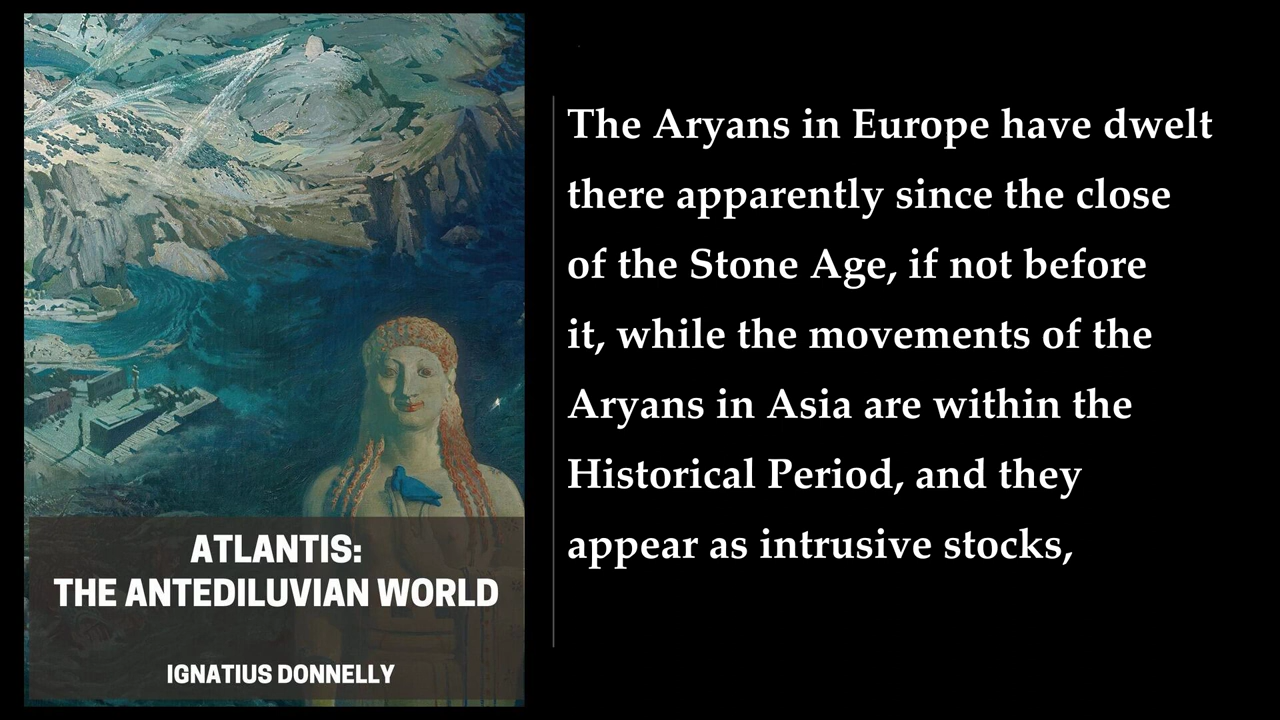 ATLANTIS:
THE ANTEDILUVIAN WORLD
IGNATIUS DONNELLY
The Aryans in Europe have dwelt
there apparently since the close
of the Stone Age, if not before
it, while the movements of the
Aryans in Asia are within the
Historical Period, and they
appear as intrusive stocks,